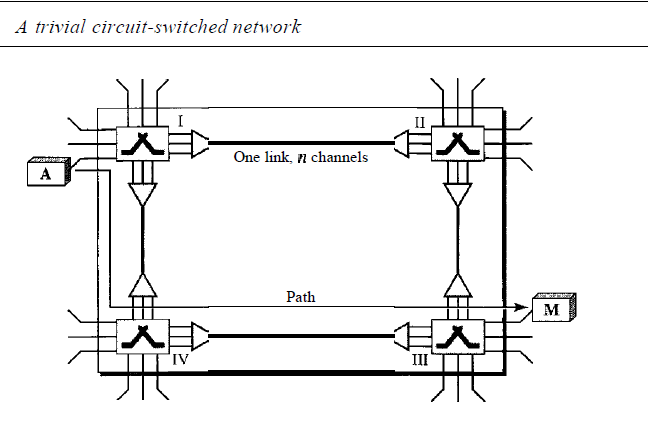 A trivial circuit-switched network
I
II
One link, n channels
A
Path
M
IV
III